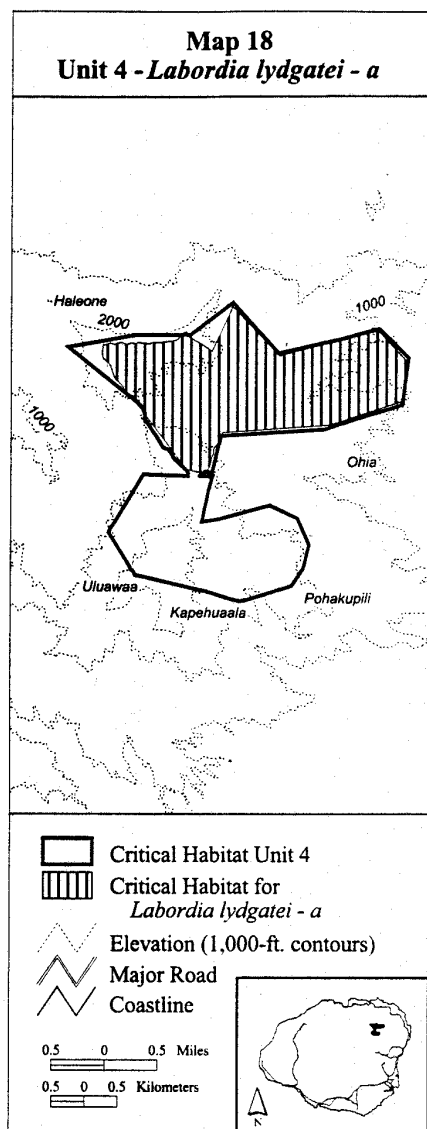 Map 18
Unit 4 - Labordia lydgatei - a
Haleone
2000
1000
1000
Ohia
Uluawaa
Kapehuaala
Pohakupili
Critical Habitat Unit 4
Critical Habitat for
Labordia lydgatei - a
Elevation (1,000-ft. contours)
Major Road
Coastline
0.5 0 0.5 Miles
0.5 0 0.5 Kilometers
N